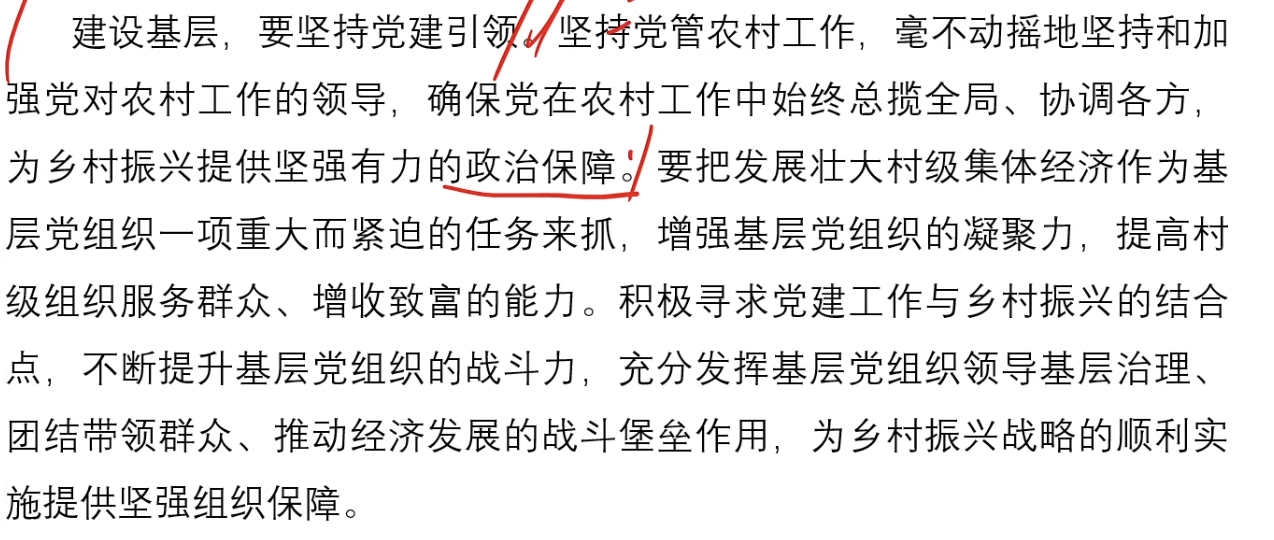 建设基层，要坚持党建引领。坚持党管农村工作，毫不动摇地坚持和加
强党对农村工作的领导，确保党在农村工作中始终总揽全局、协调各方，
为乡村振兴提供坚强有力的政治保障。要把发展壮大村级集体经济作为基
层党组织一项重大而紧迫的任务来抓，增强基层党组织的凝聚力，提高村
级组织服务群众、增收致富的能力。积极寻求党建工作与乡村振兴的结合
点，不断提升基层党组织的战斗力，充分发挥基层党组织领导基层治理、
团结带领群众、推动经济发展的战斗堡垒作用，为乡村振兴战略的顺利实
施提供坚强组织保障。